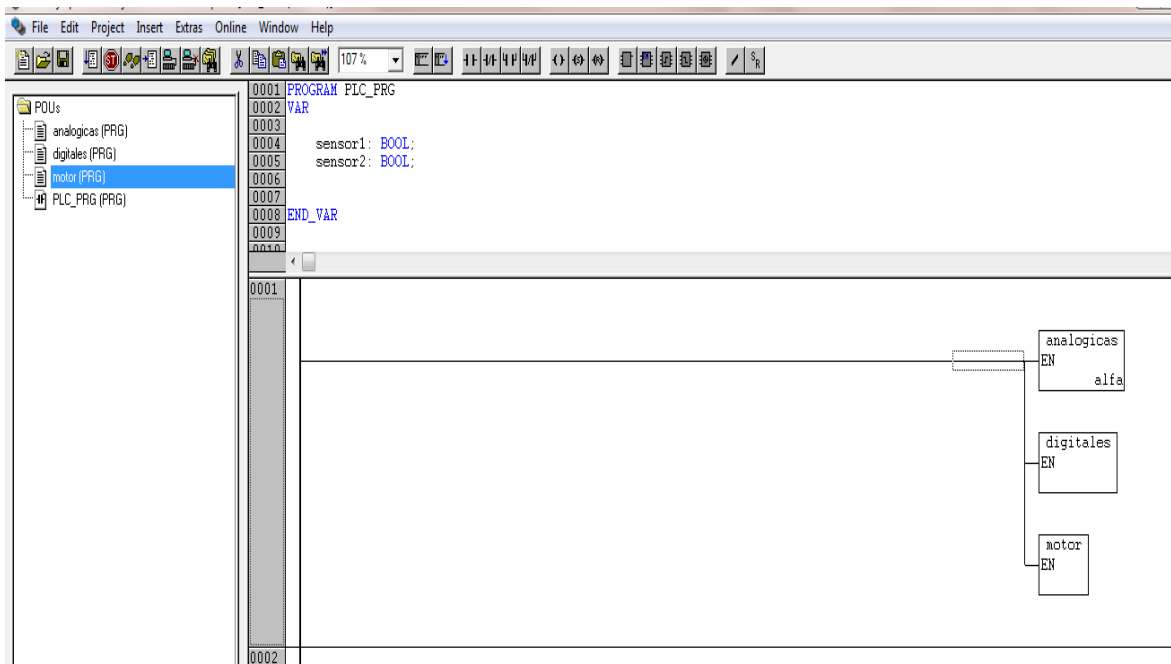 File Edit Project Insert Extras Online Window Help
107%
S R
POUs
analogicas (PRG)
digitales (PRG)
motor (PRG)
PLC_PRG (PRG)
0001 PROGRAM PLC_PRG
0002 VAR
0003
0004 sensor1: BOOL;
0005 sensor2: BOOL;
0006
0007
0008 END_VAR
0009
0010
0001
analogicas
EN
alfa
digitales
EN
motor
EN
0002